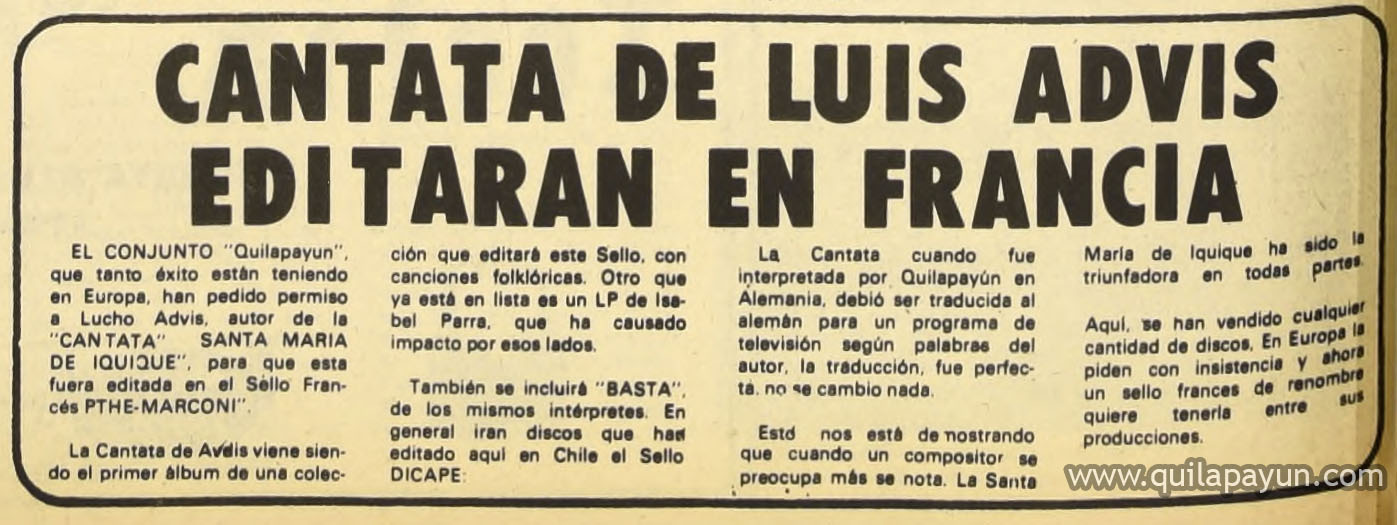 CANTATA DE LUIS ADVIS
EDITARAN EN FRANCIA
EL CONJUNTO "Quilapayun",
que tanto éxito están teniendo
en Europa, han pedido permiso
a Lucho Advis, autor de la
"CANTATA" SANTA MARIA
DE IQUIQUE", para que esta
fuera editada en el Sello Fran-
cés PTHE-MARCONI".
La Cantata de Avdis viene sien-
do el primer álbum de una colec-
ción que editará este Sello, con
canciones folklóricas. Otro que
ya está en lista es un LP de Isa-
bel Parra, que ha causado
impacto por esos lados.
También se incluirá "BASTA",
de los mismos intérpretes. En
general iran discos que han
editado aquí en Chile el Sello
DICAPE:
La Cantata cuando fue
interpretada por Quilapayún en
Alemania, debió ser traducida al
alemán para un programa de
televisión según palabras del
autor, la traducción, fue perfec-
tá, no se cambio nada.
Esto nos está demostrando
que cuando un compositor se
preocupa más se nota. La Santa
María de Iquique ha sido la
triunfadora en todas partes.
Aquí, se han vendido cualquier
cantidad de discos, En Europa la
piden con insistencia y ahora
un sello frances de renombre
quiere tenerla entre sus
producciones.
www.quilapayun.com